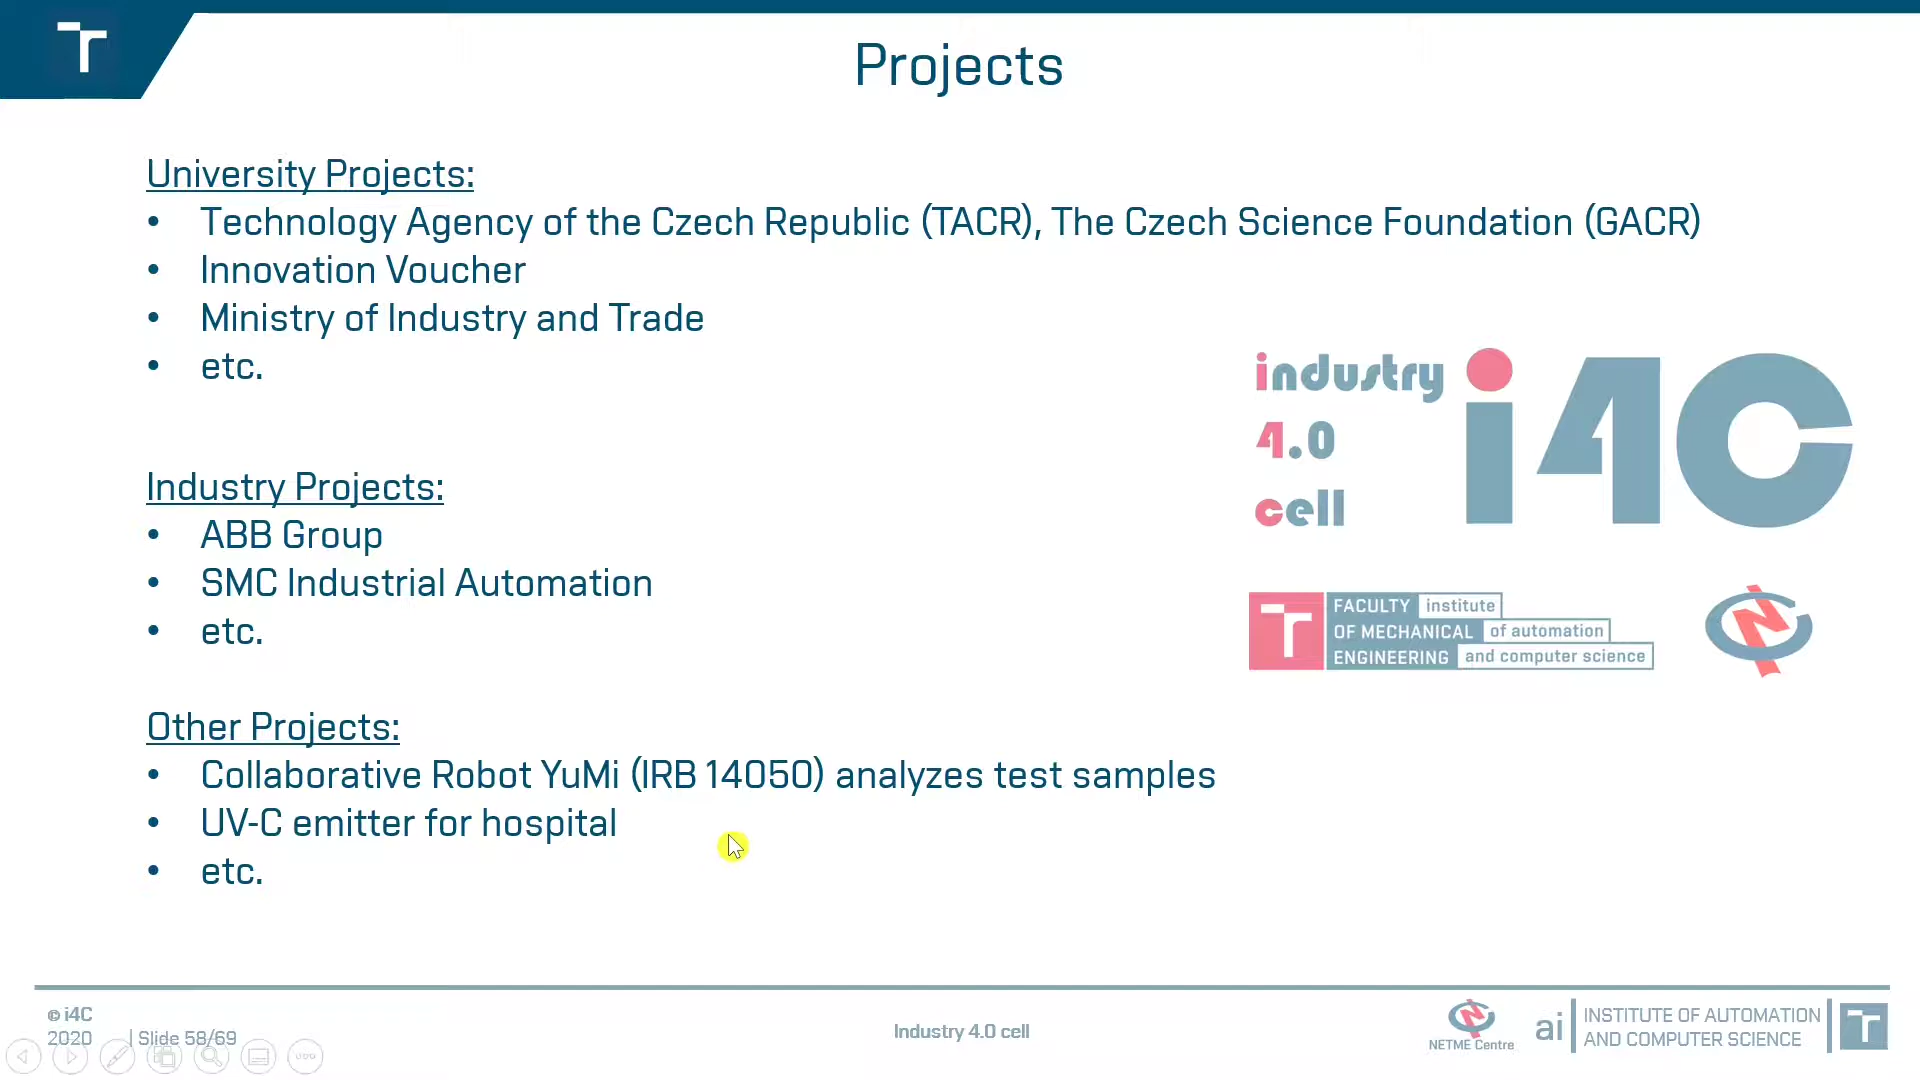 Projects
University Projects:
• Technology Agency of the Czech Republic (TACR), The Czech Science Foundation (GACR)
• Innovation Voucher
• Ministry of Industry and Trade
• etc.
industry
4.0
cell
i4C
Industry Projects:
• ABB Group
• SMC Industrial Automation
• etc.
FACULTY institute
OF MECHANICAL of automation
ENGINEERING and computer science
Other Projects:
• Collaborative Robot YuMi (IRB 14050) analyzes test samples
• UV-C emitter for hospital
• etc.
© i4C
2020 | Slide 58/69
Industry 4.0 cell
NETME Centre
ai
INSTITUTE OF AUTOMATION
AND COMPUTER SCIENCE